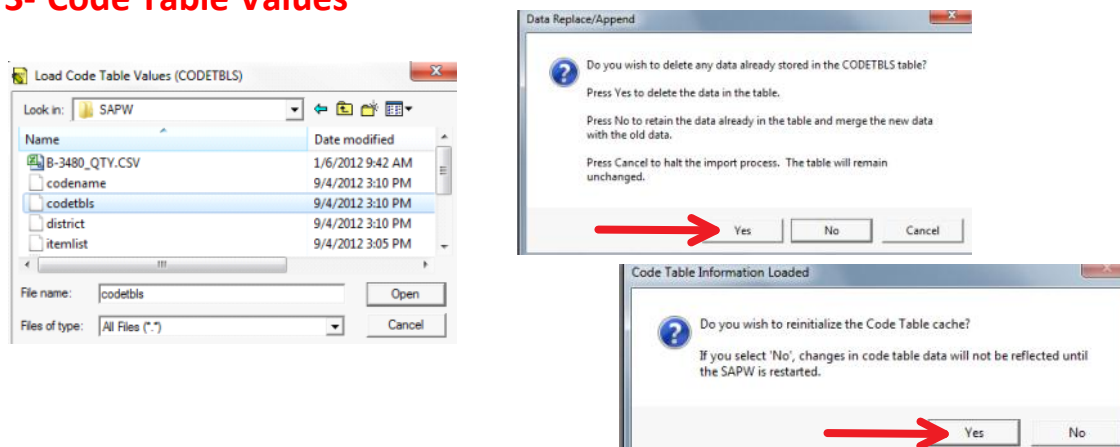 Code Table Values
Load Code Table Values (CODETBLS)
Look in: SAPW
Name Date modified
B-3480_QTY.CSV 1/6/2012 9:42 AM
codename 9/4/2012 3:10 PM
codetbls 9/4/2012 3:10 PM
district 9/4/2012 3:10 PM
itemlist 9/4/2012 3:05 PM
File name: codetbls Open
Files of type: All Files (*.*) Cancel
Data Replace/Append
Do you wish to delete any data already stored in the CODETBLS table?
Press Yes to delete the data in the table.
Press No to retain the data already in the table and merge the new data
with the old data.
Press Cancel to halt the import process. The table will remain
unchanged.
Yes No Cancel
Code Table Information Loaded
Do you wish to reinitialize the Code Table cache?
If you select 'No', changes in code table data will not be reflected until
the SAPW is restarted.
Yes No